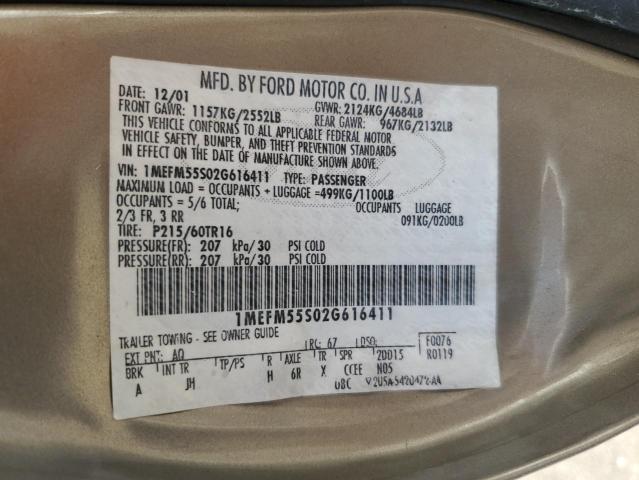 MFD. BY FORD MOTOR CO. IN U.S.A
DATE: 12/01 GVWR: 2124KG/4684LB
FRONT GAWR: 1157KG/2552LB REAR GAWR: 967KG/2132LB
THIS VEHICLE CONFORMS TO ALL APPLICABLE FEDERAL MOTOR
VEHICLE SAFETY, BUMPER, AND THEFT PREVENTION STANDARDS
IN EFFECT ON THE DATE OF MANUFACTURE SHOWN ABOVE.
VIN: 1MEFM55S02G616411 TYPE: PASSENGER
MAXIMUM LOAD = OCCUPANTS + LUGGAGE =499KG/1100LB
OCCUPANTS = 5/6 TOTAL; OCCUPANTS LUGGAGE
2/3 FR, 3 RR 091KG/0200LB
TIRE: P215/60TR16
PRESSURE(FR): 207 kPa/30 PSI COLD
PRESSURE(RR): 207 kPa/30 PSI COLD
1MEFM55S02G616411
TRAILER TOWING - SEE OWNER GUIDE
EXT PNT: AQ RC: 67 DSO: F0076
BRK INT TR TP/PS R AXLE TR SPR 20D15 R0119
A JH H 6R X CCEE N05
UBC